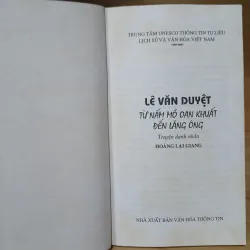 TRUNG TÂM UNESCO THÔNG TIN TƯ LIỆU
LỊCH SỬ VÀ VĂN HÓA VIỆT NAM
LÊ VĂN DUYỆT
TỪ NẤM MỒ OAN KHUẤT
ĐẾN LĂNG ÔNG
Truyện danh nhân
HOÀNG LẠI GIANG
NHÀ XUẤT BẢN VĂN HÓA THÔNG TIN